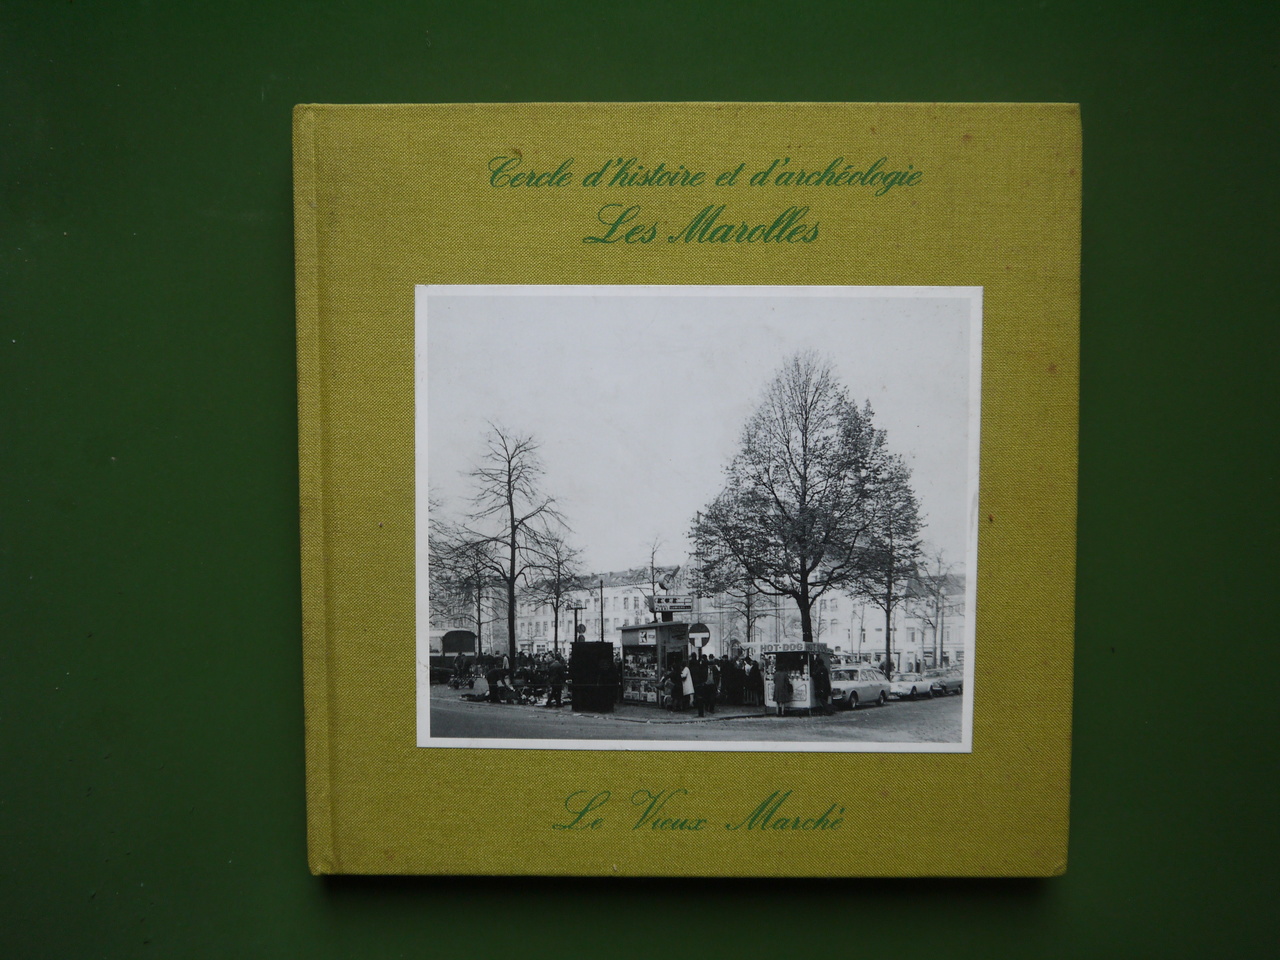 Cercle d'histoire et d'archéologie
Les Marolles
HOT-DOG
Le Vieux Marché